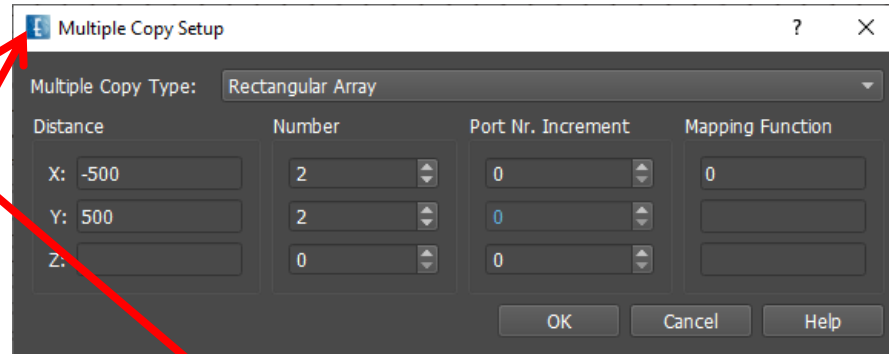 Multiple Copy Setup ?
Multiple Copy Type: Rectangular Array
Distance Number Port Nr. Increment Mapping Function
X: -500 2 0 0
Y: 500 2 0
Z: 0 0
OK Cancel Help